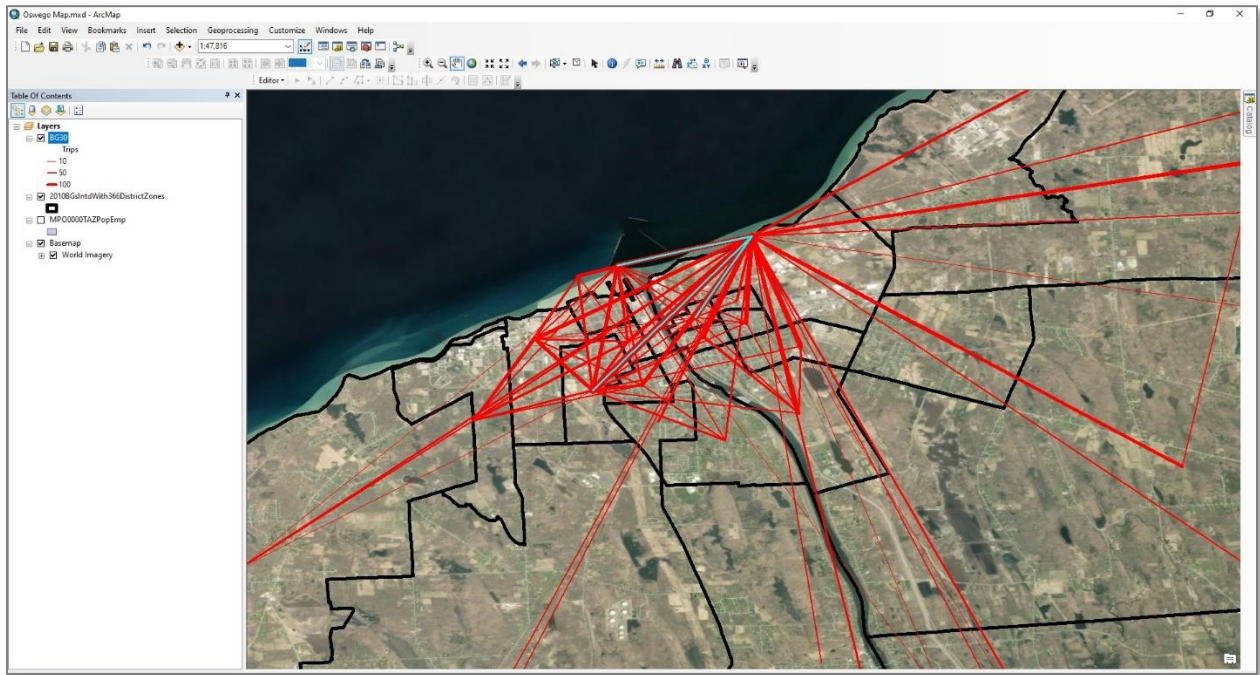 Oswego Map.mxd - ArcMap
File Edit View Bookmarks Insert Selection Geoprocessing Customize Windows Help
1:47,816
Editor
Table Of Contents
Layers
BG30
Trips
10
50
100
2010BGsIntdWith366DistrictZones
MPO0000TAZPopEmp
Basemap
World Imagery
Catalog